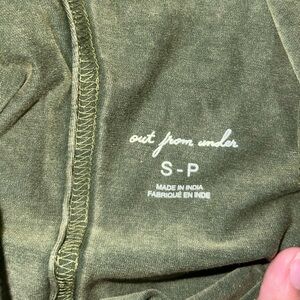 out from under
S-P
MADE IN INDIA
FABRIQUÉ EN INDE